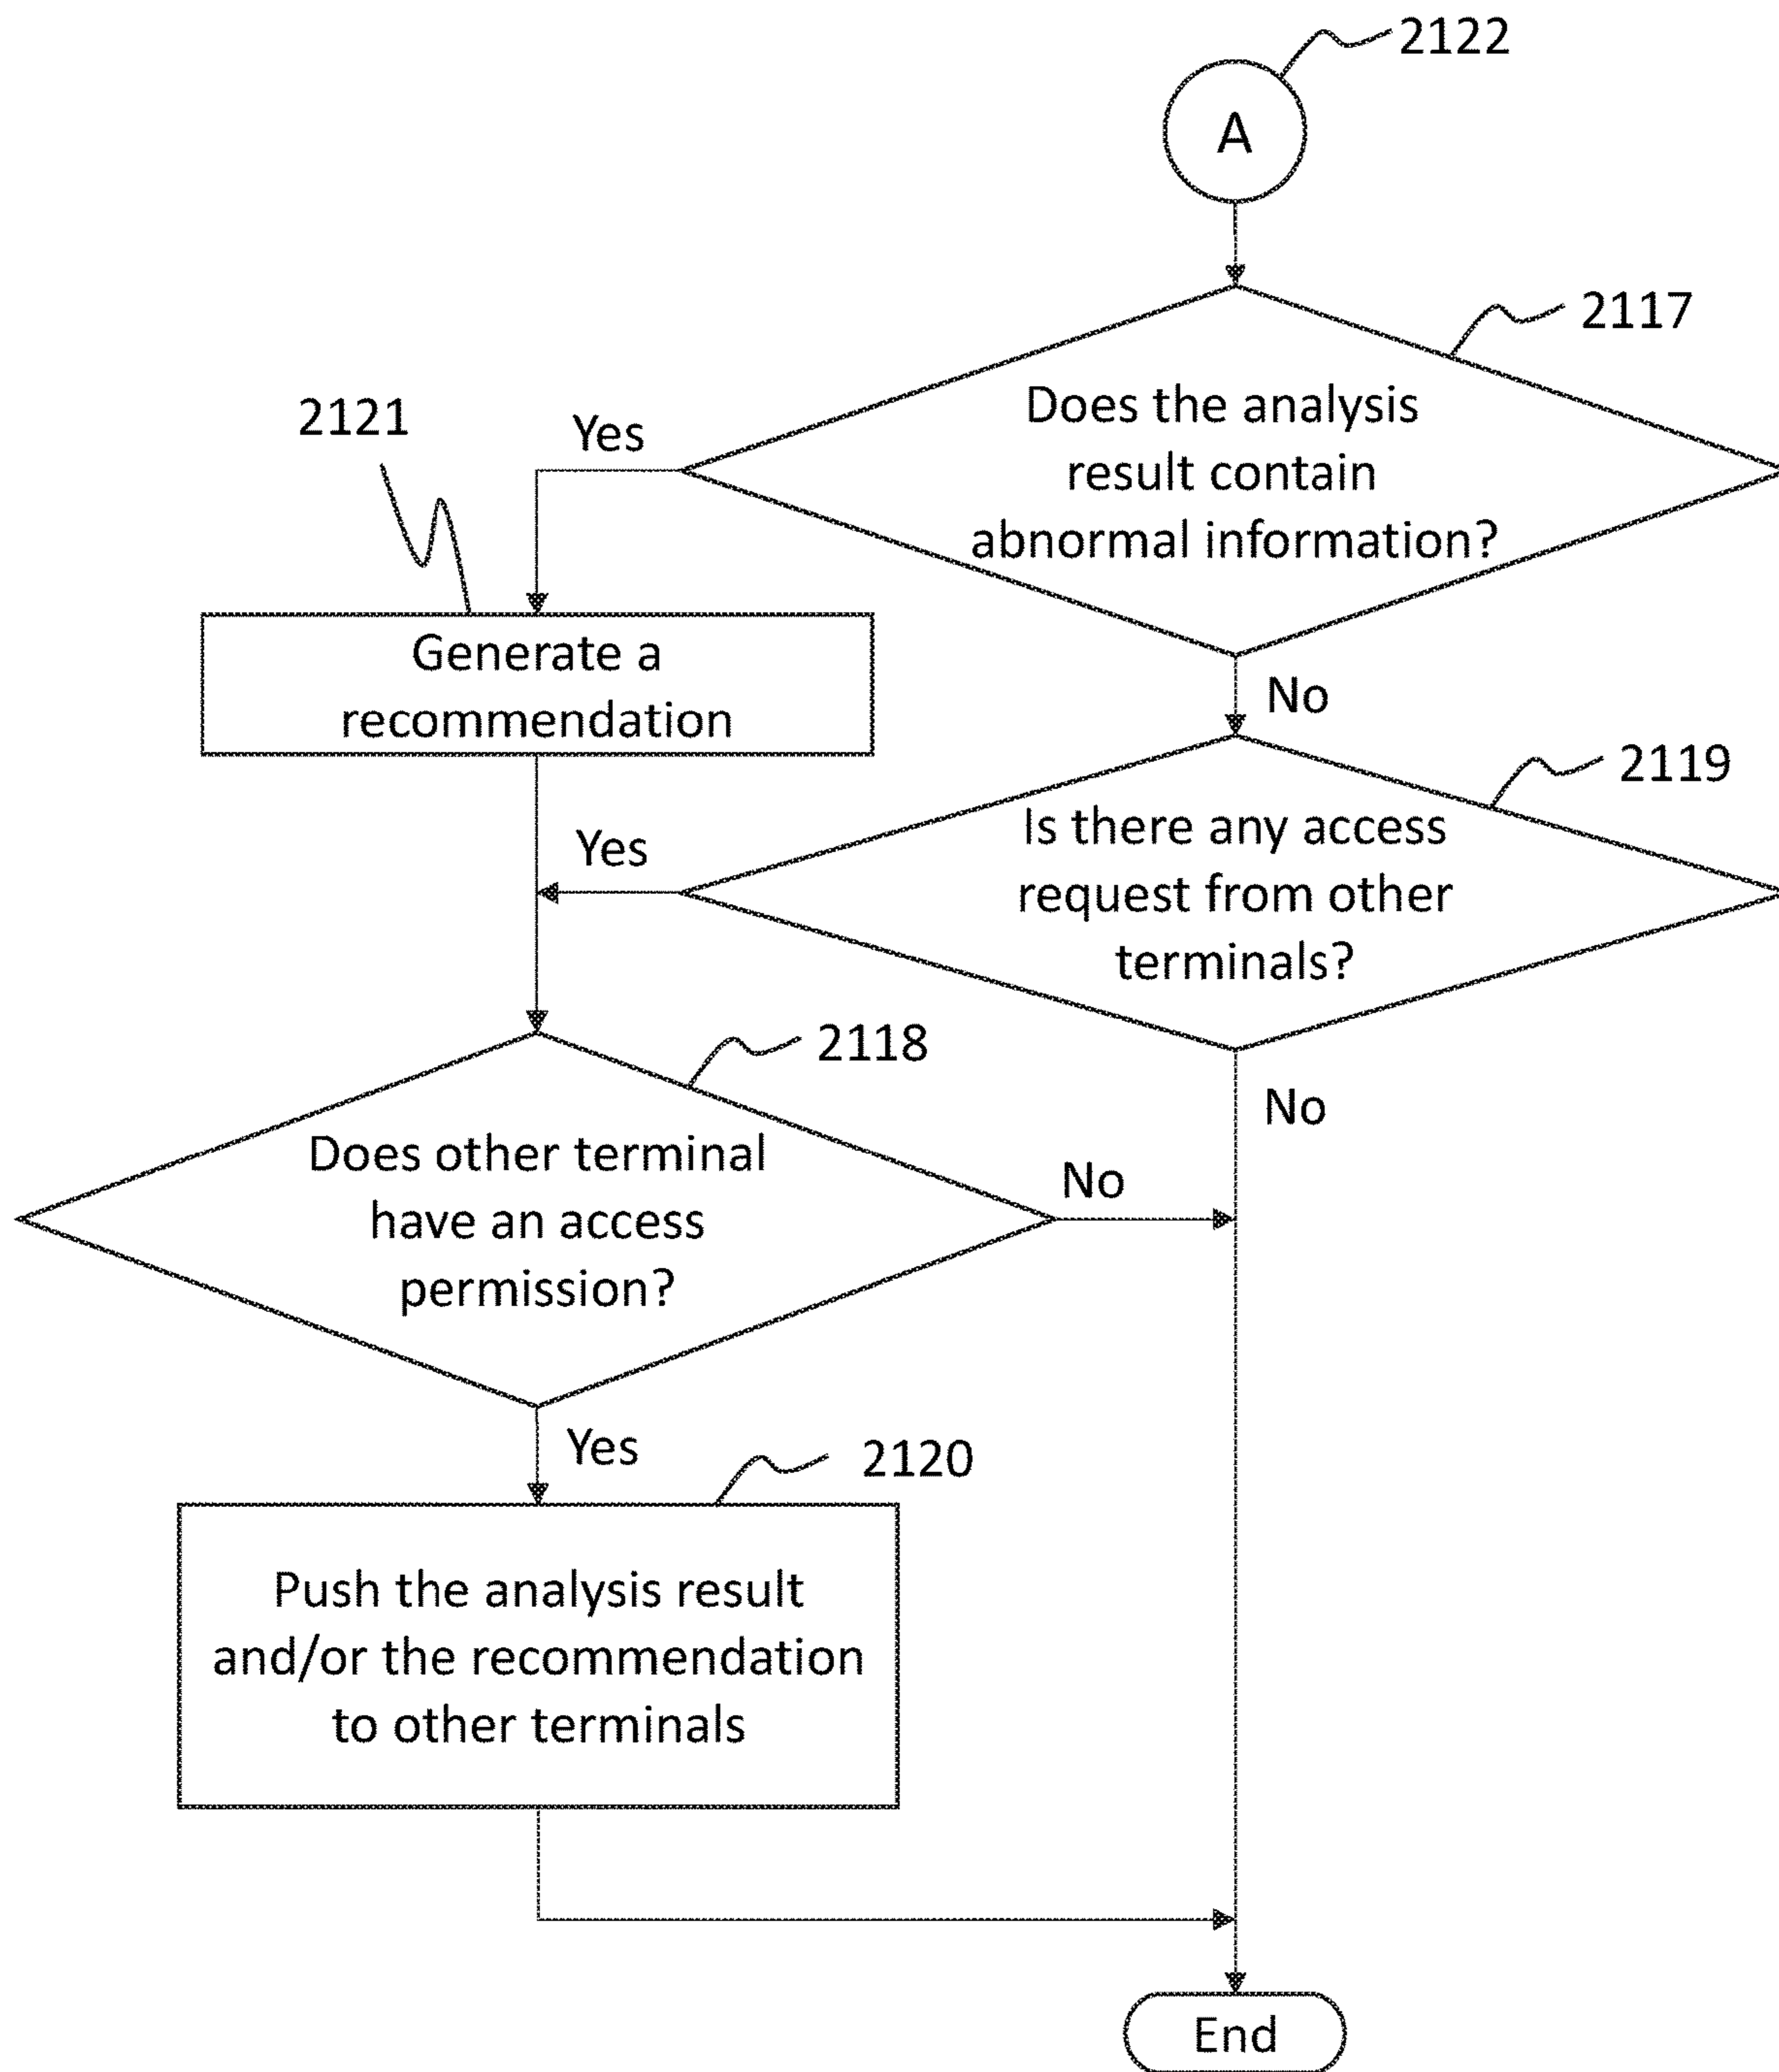 2122
A
2117
Does the analysis
result contain
abnormal information?
Yes
2121
Generate a
recommendation
No
2119
Is there any access
request from other
terminals?
Yes
2118
Does other terminal
have an access
permission?
No
No
Yes
2120
Push the analysis result
and/or the recommendation
to other terminals
End